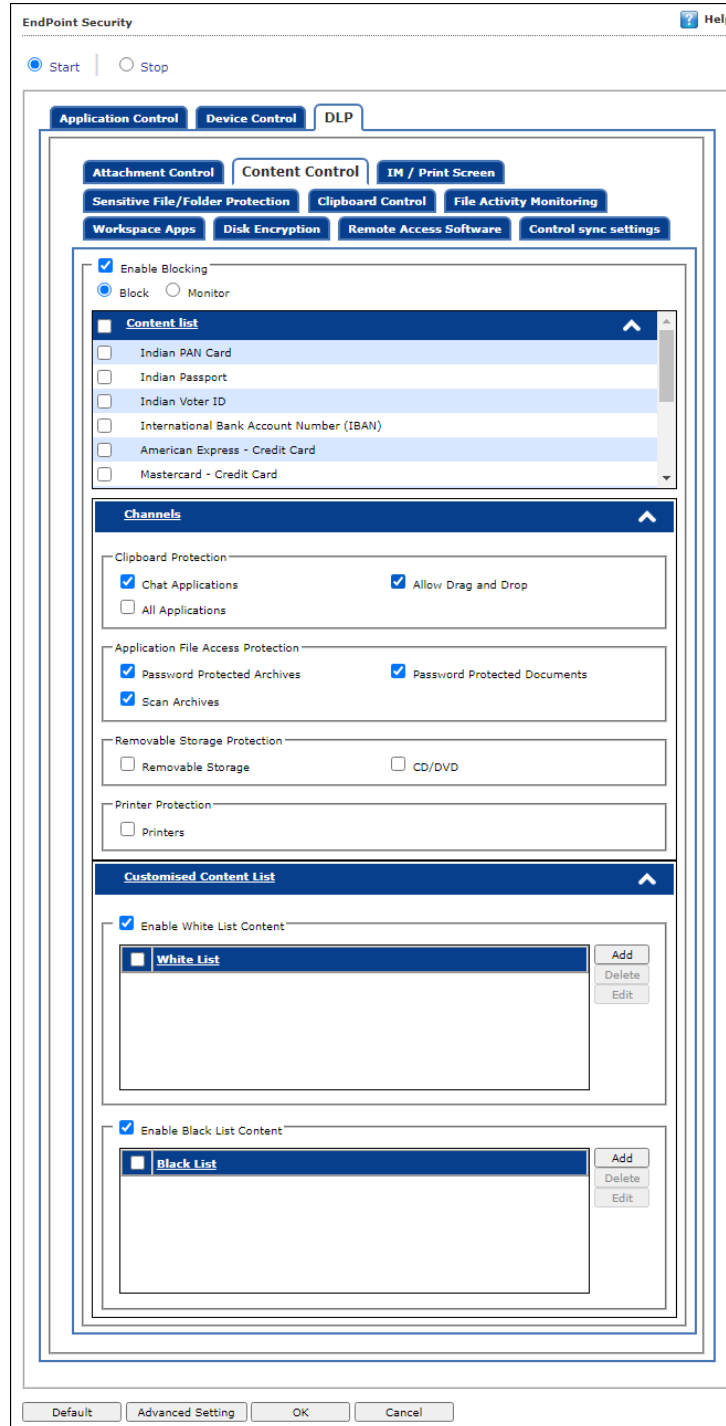 EndPoint Security
Help
Start
Stop
Application Control
Device Control
DLP
Attachment Control
Content Control
IM / Print Screen
Sensitive File/Folder Protection
Clipboard Control
File Activity Monitoring
Workspace Apps
Disk Encryption
Remote Access Software
Control sync settings
Enable Blocking
Block
Monitor
Content list
Indian PAN Card
Indian Passport
Indian Voter ID
International Bank Account Number (IBAN)
American Express - Credit Card
Mastercard - Credit Card
Channels
Clipboard Protection
Chat Applications
Allow Drag and Drop
All Applications
Application File Access Protection
Password Protected Archives
Password Protected Documents
Scan Archives
Removable Storage Protection
Removable Storage
CD/DVD
Printer Protection
Printers
Customised Content List
Enable White List Content
White List
Add
Delete
Edit
Enable Black List Content
Black List
Add
Delete
Edit
Default
Advanced Setting
OK
Cancel